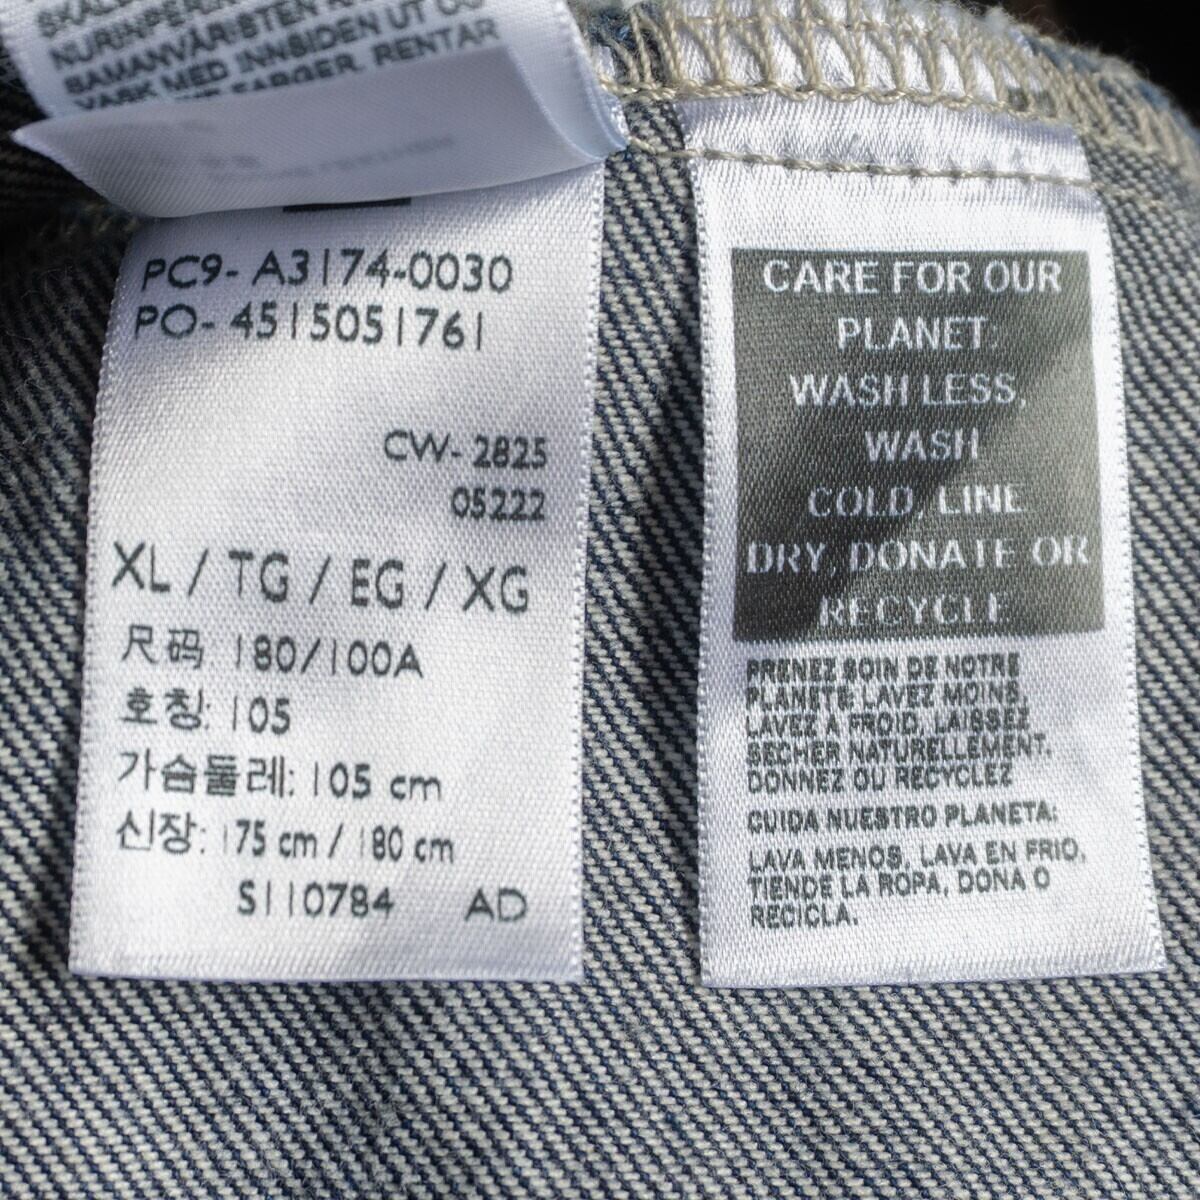 NURINPER
SAMANVÄRISTEN
VASK MED INNSIDEN UT OG
FARGER. RENTAR
PC9- A3174-0030
PO- 4515051761
CW- 2825
05222
XL / TG / EG / XG
尺码: 180/100A
호칭: 105
가슴둘레: 105 cm
신장: 175 cm / 180 cm
S110784 AD
CARE FOR OUR
PLANET:
WASH LESS,
WASH
COLD, LINE
DRY, DONATE OR
RECYCLE
PRENEZ SOIN DE NOTRE
PLANETE: LAVEZ MOINS,
LAVEZ A FROID, LAISSEZ
SECHER NATURELLEMENT,
DONNEZ OU RECYCLEZ
CUIDA NUESTRO PLANETA:
LAVA MENOS, LAVA EN FRIO,
TIENDE LA ROPA, DONA O
RECICLA.